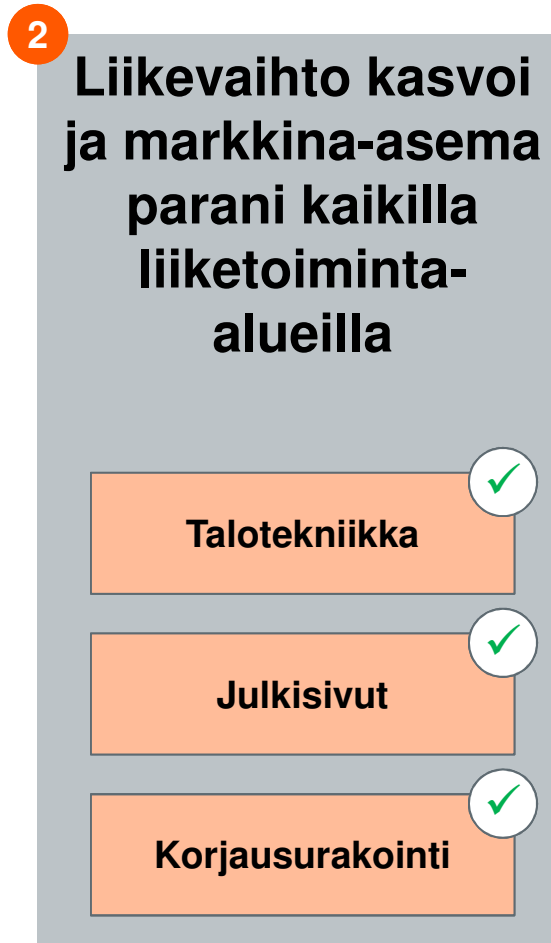 2
Liikevaihto kasvoi
ja markkina-asema
parani kaikilla
liiketoiminta-
alueilla
Talotekniikka
Julkisivut
Korjausurakointi